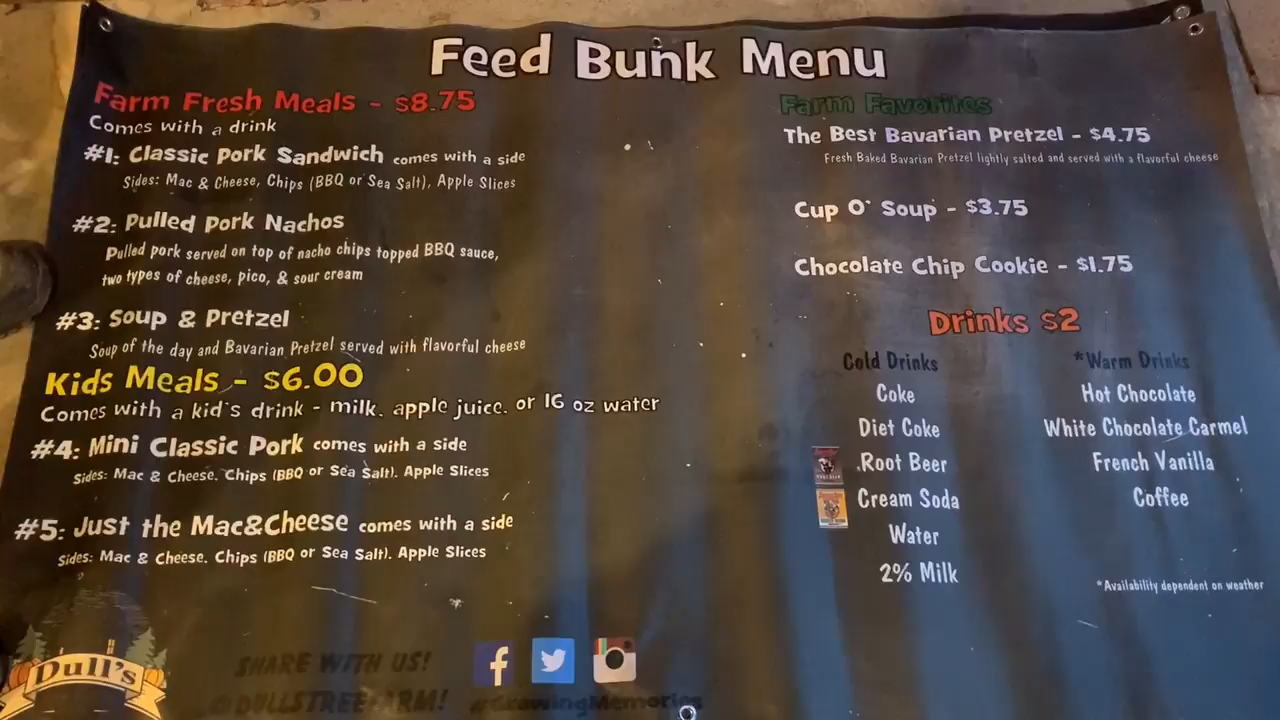 Feed Bunk Menu
Farm Fresh Meals - $8.75
Comes with a drink
#1: Classic Pork Sandwich comes with a side
Sides: Mac & Cheese, Chips (BBQ or Sea Salt), Apple Slices
#2: Pulled Pork Nachos
Pulled pork served on top of nacho chips topped BBQ sauce,
two types of cheese, pico, & sour cream
#3: Soup & Pretzel
Soup of the day and Bavarian Pretzel served with flavorful cheese
Kids Meals - $6.00
Comes with a kid's drink - milk, apple juice, or 16 oz water
#4: Mini Classic Pork comes with a side
Sides: Mac & Cheese, Chips (BBQ or Sea Salt), Apple Slices
#5: Just the Mac&Cheese comes with a side
Sides: Mac & Cheese, Chips (BBQ or Sea Salt), Apple Slices
Farm Favorites
The Best Bavarian Pretzel - $4.75
Fresh Baked Bavarian Pretzel lightly salted and served with a flavorful cheese
Cup O' Soup - $3.75
Chocolate Chip Cookie - $1.75
Drinks $2
Cold Drinks
Coke
Diet Coke
Root Beer
Cream Soda
Water
2% Milk
*Warm Drinks
Hot Chocolate
White Chocolate Carmel
French Vanilla
Coffee
*Availability dependent on weather
Dull's
SHARE WITH US!
@DULLSTREEFARM! #GrowingMemories